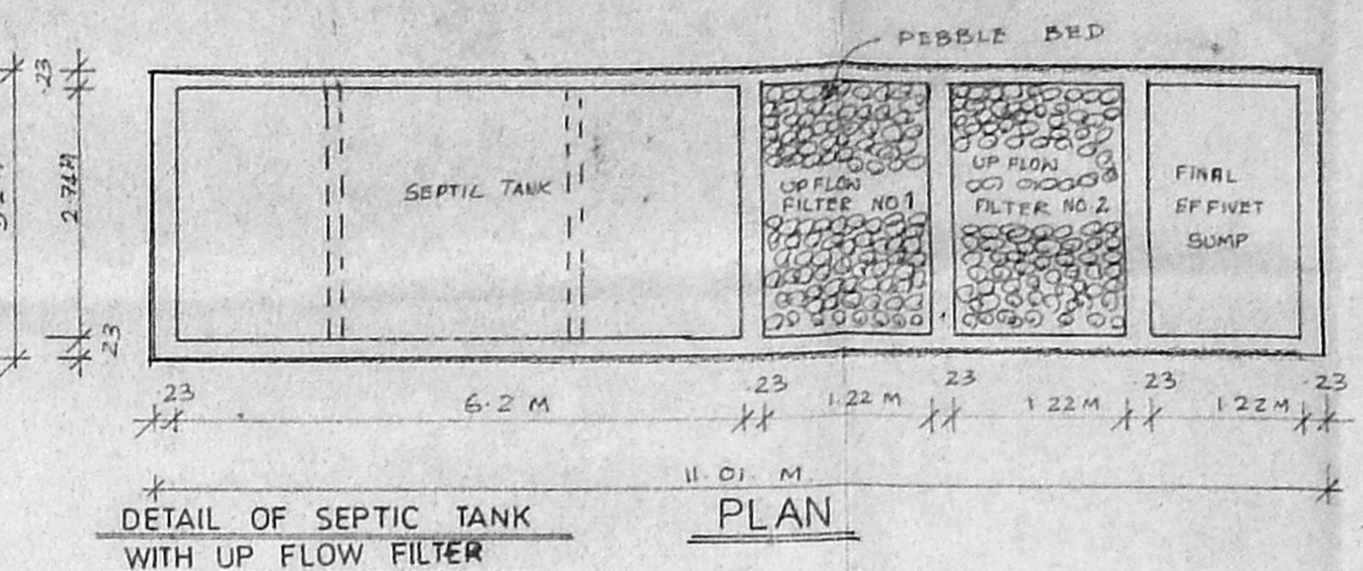 PEBBLE BED
.23
2.74M
.23
SEPTIL TANK
UP FLOW
FILTER NO 1
UP FLOW
FILTER NO.2
FINAL
EFFIVET
SUMP
.23
6.2 M
.23
1.22 M
.23
1.22 M
.23
1.22M
.23
11.01 M
DETAIL OF SEPTIC TANK
WITH UP FLOW FILTER
PLAN